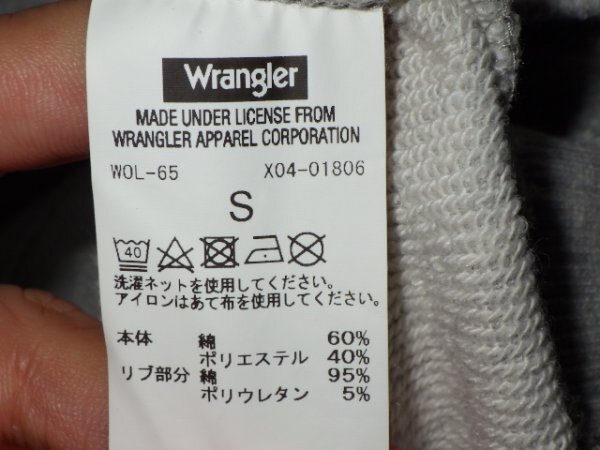 Wrangler
MADE UNDER LICENSE FROM
WRANGLER APPAREL CORPORATION
WOL-65 X04-01806
S
40
洗濯ネットを使用してください。
アイロンはあて布を使用してください。
本体 綿 60%
ポリエステル 40%
リブ部分 綿 95%
ポリウレタン 5%